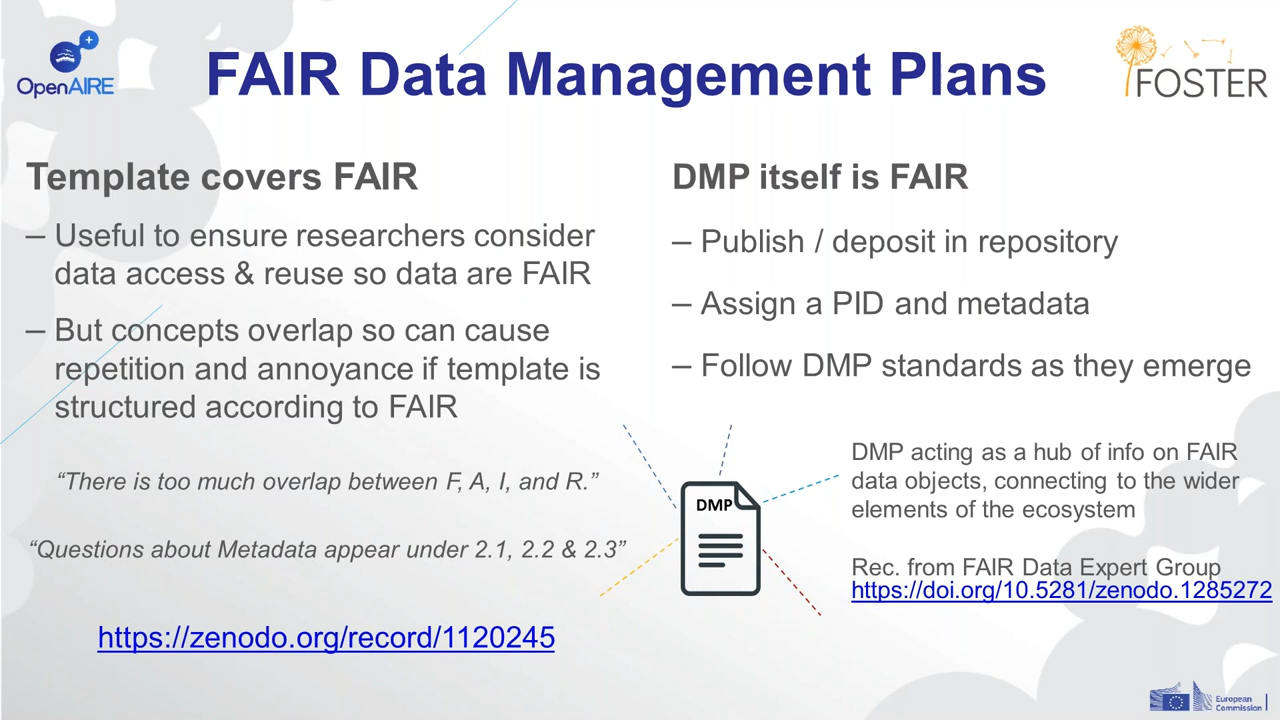 OpenAIRE
FAIR Data Management Plans
FOSTER
Template covers FAIR
– Useful to ensure researchers consider
data access & reuse so data are FAIR
– But concepts overlap so can cause
repetition and annoyance if template is
structured according to FAIR
“There is too much overlap between F, A, I, and R.”
“Questions about Metadata appear under 2.1, 2.2 & 2.3”
https://zenodo.org/record/1120245
DMP itself is FAIR
– Publish / deposit in repository
– Assign a PID and metadata
– Follow DMP standards as they emerge
DMP
DMP acting as a hub of info on FAIR
data objects, connecting to the wider
elements of the ecosystem
Rec. from FAIR Data Expert Group
https://doi.org/10.5281/zenodo.1285272
European
Commission